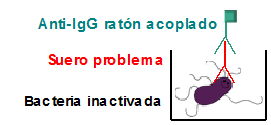 Anti-IgG ratón acoplado
Suero problema
Bacteria inactivada